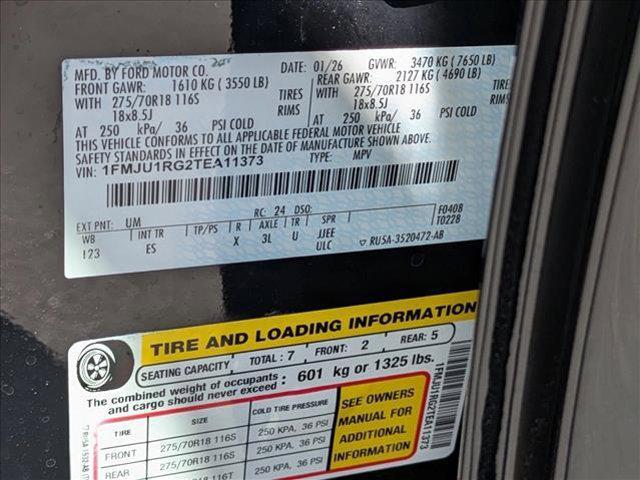 MFD. BY FORD MOTOR CO.
DATE: 01/26 GVWR: 3470 KG (7650 LB)
FRONT GAWR: 1610 KG (3550 LB) REAR GAWR: 2127 KG (4690 LB)
WITH 275/70R18 116S TIRES WITH 275/70R18 116S TIRES
18x8.5J RIMS 18x8.5J RIMS
AT 250 kPa/ 36 PSI COLD AT 250 kPa/ 36 PSI COLD
THIS VEHICLE CONFORMS TO ALL APPLICABLE FEDERAL MOTOR VEHICLE
SAFETY STANDARDS IN EFFECT ON THE DATE OF MANUFACTURE SHOWN ABOVE.
VIN: 1FMJU1RG2TEA11373 TYPE: MPV
RC: 24 DSO: F0408
EXT PNT: UM T0228
WB INT TR TP/PS R AXLE TR SPR
123 ES X 3L U JJEE
ULC ▽ RU5A-3520472-AB
TIRE AND LOADING INFORMATION
SEATING CAPACITY TOTAL: 7 FRONT: 2 REAR: 5
The combined weight of occupants and cargo should never exceed: 601 kg or 1325 lbs.
TIRE SIZE COLD TIRE PRESSURE
FRONT 275/70R18 116S 250 KPA, 36 PSI
REAR 275/70R18 116S 250 KPA, 36 PSI
275/70R18 116T 250 KPA, 36 PSI
SEE OWNERS
MANUAL FOR
ADDITIONAL
INFORMATION
1FMJU1RG2TEA11373